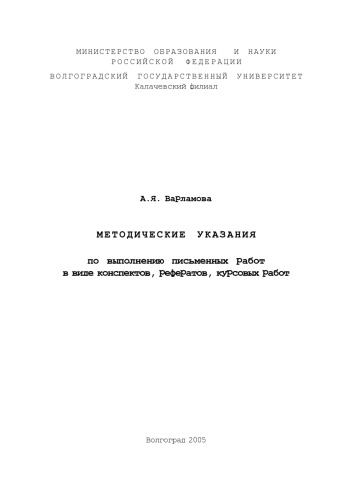 МИНИСТЕРСТВО ОБРАЗОВАНИЯ И НАУКИ
РОССИЙСКОЙ ФЕДЕРАЦИИ
ВОЛГОГРАДСКИЙ ГОСУДАРСТВЕННЫЙ УНИВЕРСИТЕТ
Калачевский филиал
А.Я. Варламова
МЕТОДИЧЕСКИЕ УКАЗАНИЯ
по выполнению письменных работ
в виде конспектов, рефератов, курсовых работ
Волгоград 2005